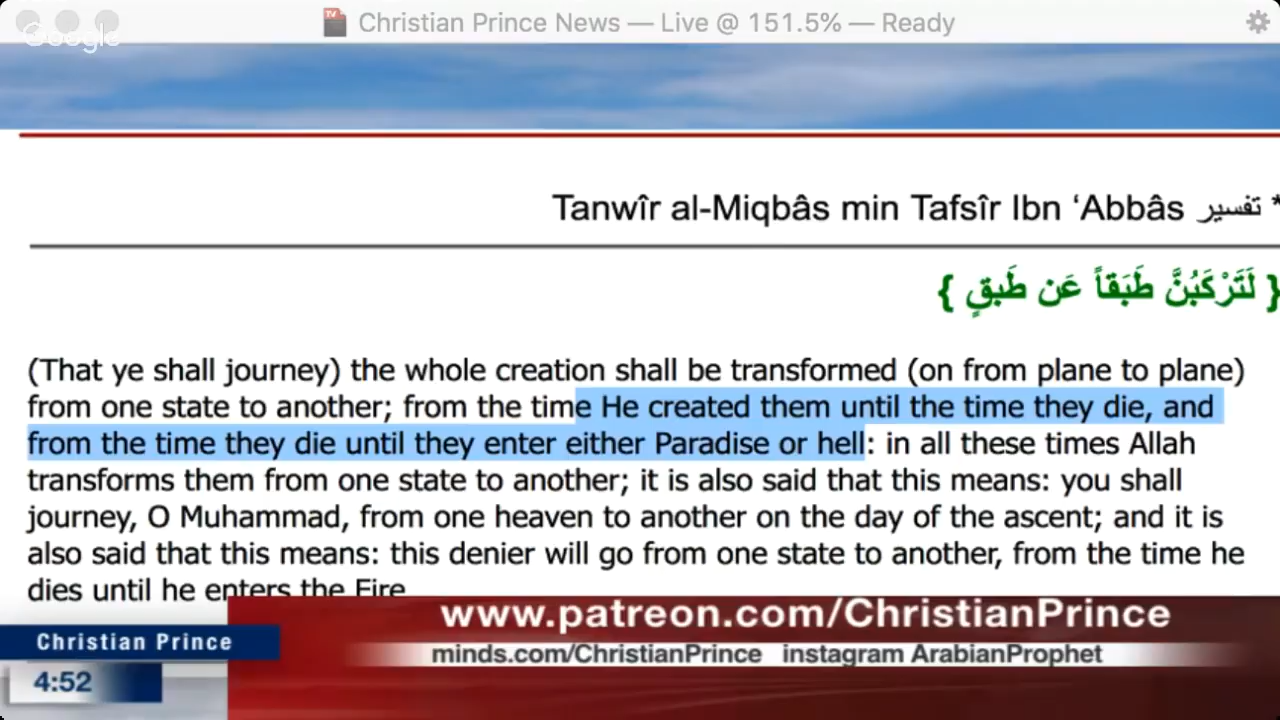 Christian Prince News — Live @ 151.5% — Ready
Google
Tanwîr al-Miqbâs min Tafsîr Ibn ‘Abbâs تفسير *
{ لَتَرْكَبُنَّ طَبَقاً عَن طَبقٍ }
(That ye shall journey) the whole creation shall be transformed (on from plane to plane)
from one state to another; from the time He created them until the time they die, and
from the time they die until they enter either Paradise or hell: in all these times Allah
transforms them from one state to another; it is also said that this means: you shall
journey, O Muhammad, from one heaven to another on the day of the ascent; and it is
also said that this means: this denier will go from one state to another, from the time he
dies until he enters the Fire
www.patreon.com/ChristianPrince
Christian Prince
minds.com/ChristianPrince instagram ArabianProphet
4:52